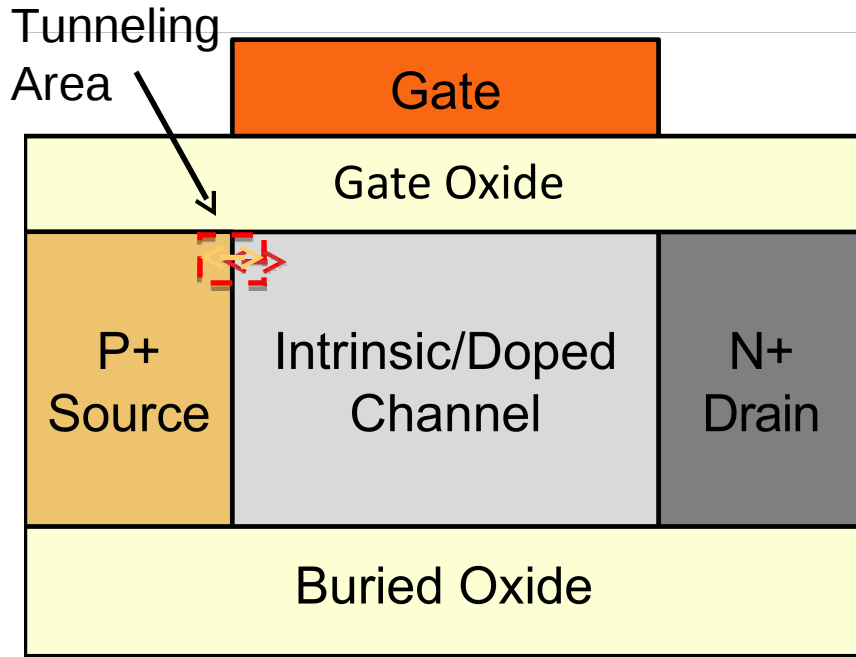 Tunneling
Area
Gate
Gate Oxide
P+
Source
Intrinsic/Doped
Channel
N+
Drain
Buried Oxide